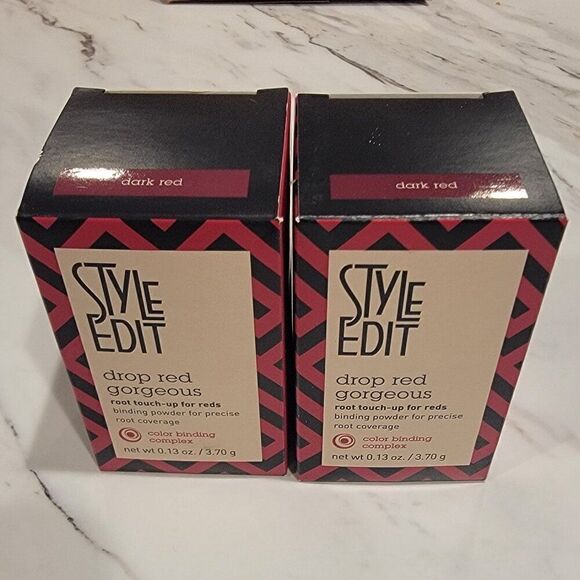 dark red
STYLE
EDIT
drop red
gorgeous
root touch-up for reds
binding powder for precise
root coverage
color binding
complex
net wt 0.13 oz. / 3.70 g
dark red
STYLE
EDIT
drop red
gorgeous
root touch-up for reds
binding powder for precise
root coverage
color binding
complex
net wt 0.13 oz. / 3.70 g